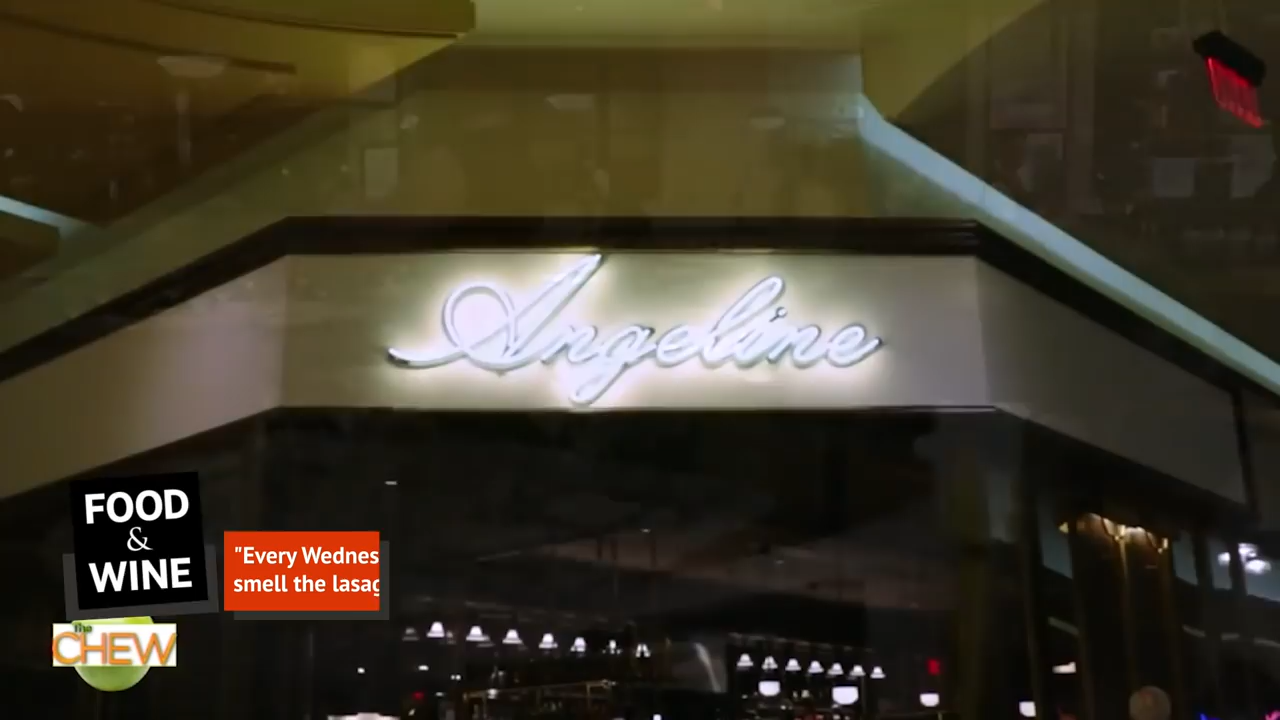 Angeline
FOOD
&
WINE
"Every Wednes
smell the lasag
the
CHEW